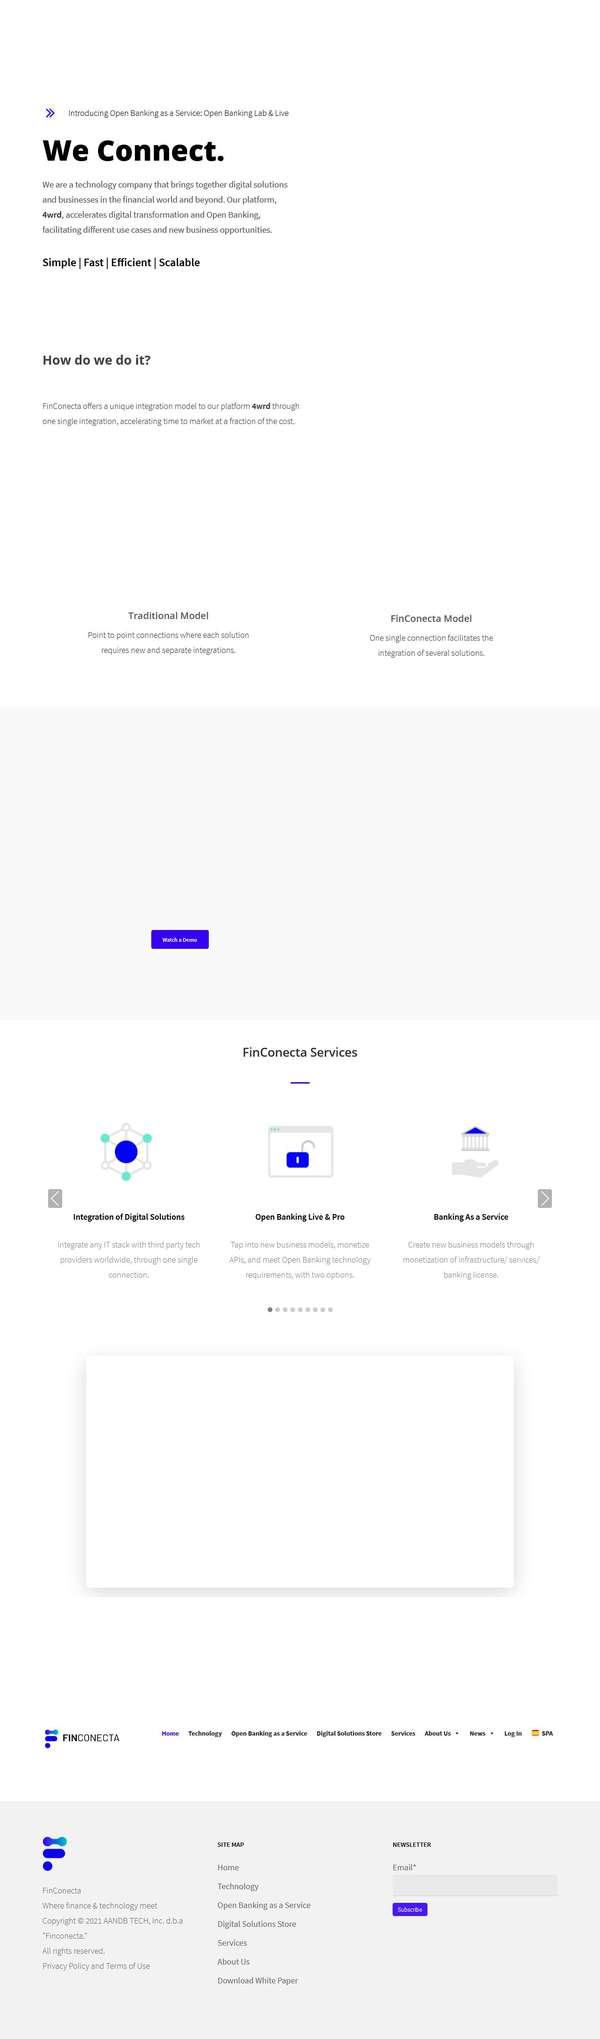 Introducing Open Banking as a Service: Open Banking Lab & Live
We Connect.
We are a technology company that brings together digital solutions
and businesses in the financial world and beyond. Our platform,
4wrd, accelerates digital transformation and Open Banking,
facilitating different use cases and new business opportunities.
Simple | Fast | Efficient | Scalable
How do we do it?
FinConecta offers a unique integration model to our platform 4wrd through
one single integration, accelerating time to market at a fraction of the cost.
Traditional Model
Point to point connections where each solution
requires new and separate integrations.
FinConecta Model
One single connection facilitates the
integration of several solutions.
Watch a Demo
FinConecta Services
Integration of Digital Solutions
Integrate any IT stack with third party tech
providers worldwide, through one single
connection.
Open Banking Live & Pro
Tap into new business models, monetize
APIs, and meet Open Banking technology
requirements, with two options.
Banking As a Service
Create new business models through
monetization of infrastructure/ services/
banking license.
FINCONECTA
Home Technology Open Banking as a Service Digital Solutions Store Services About Us News Log In SPA
FinConecta
Where finance & technology meet
Copyright © 2021 AANDB TECH, Inc. d.b.a
"Finconecta."
All rights reserved.
Privacy Policy and Terms of Use
SITE MAP
Home
Technology
Open Banking as a Service
Digital Solutions Store
Services
About Us
Download White Paper
NEWSLETTER
Email*
Subscribe